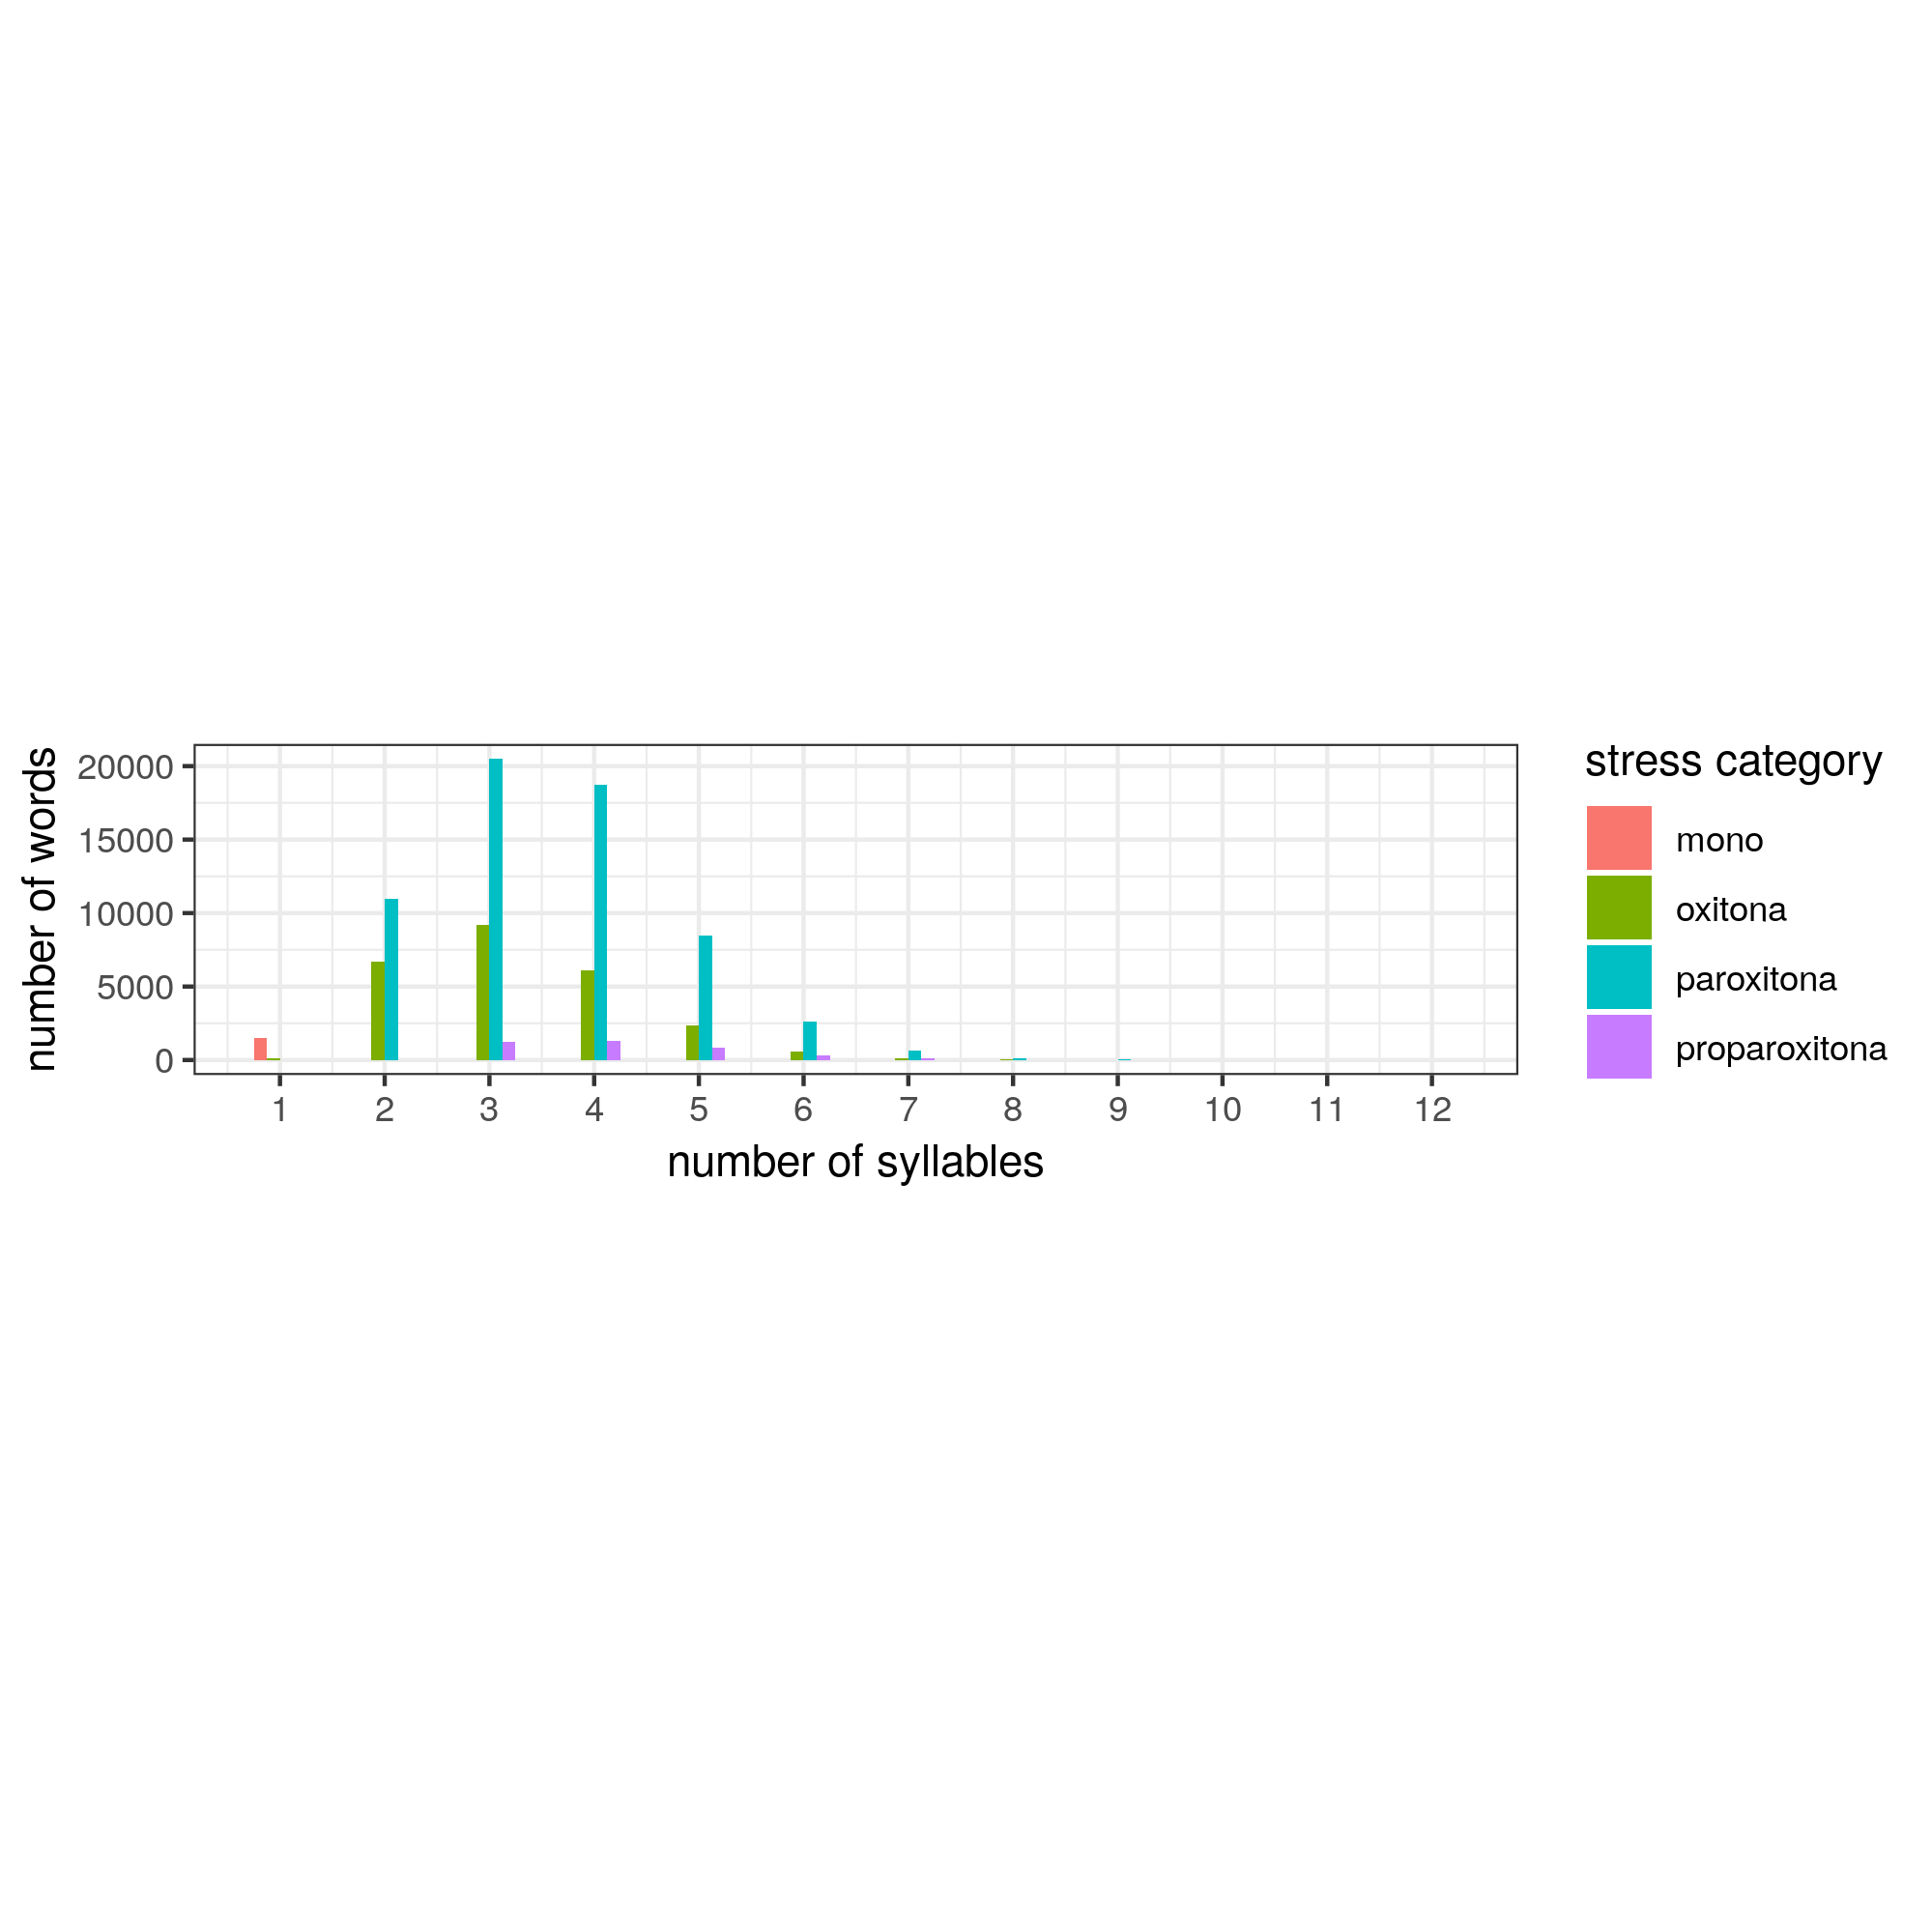 number of words
20000
15000
10000
5000
0
1 2 3 4 5 6 7 8 9 10 11 12
number of syllables
stress category
mono
oxitona
paroxitona
proparoxitona